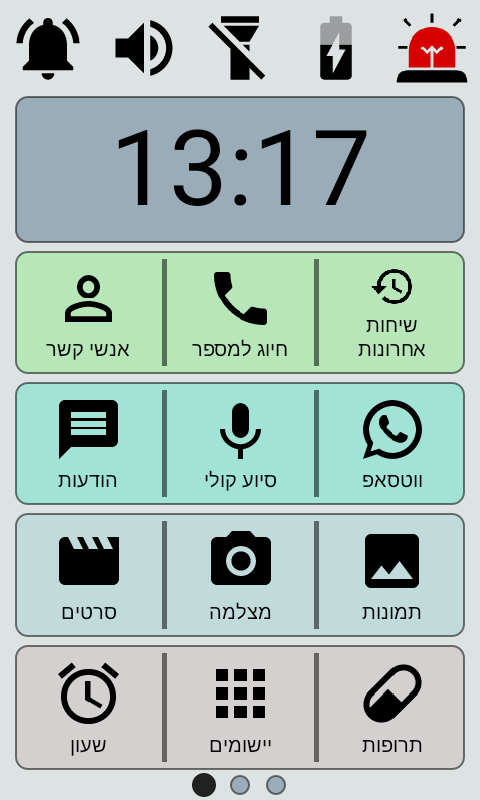 13:17
שיחות
אחרונות
חיוג למספר
אנשי קשר
ווטסאפ
סיוע קולי
הודעות
תמונות
מצלמה
סרטים
תרופות
יישומים
שעון